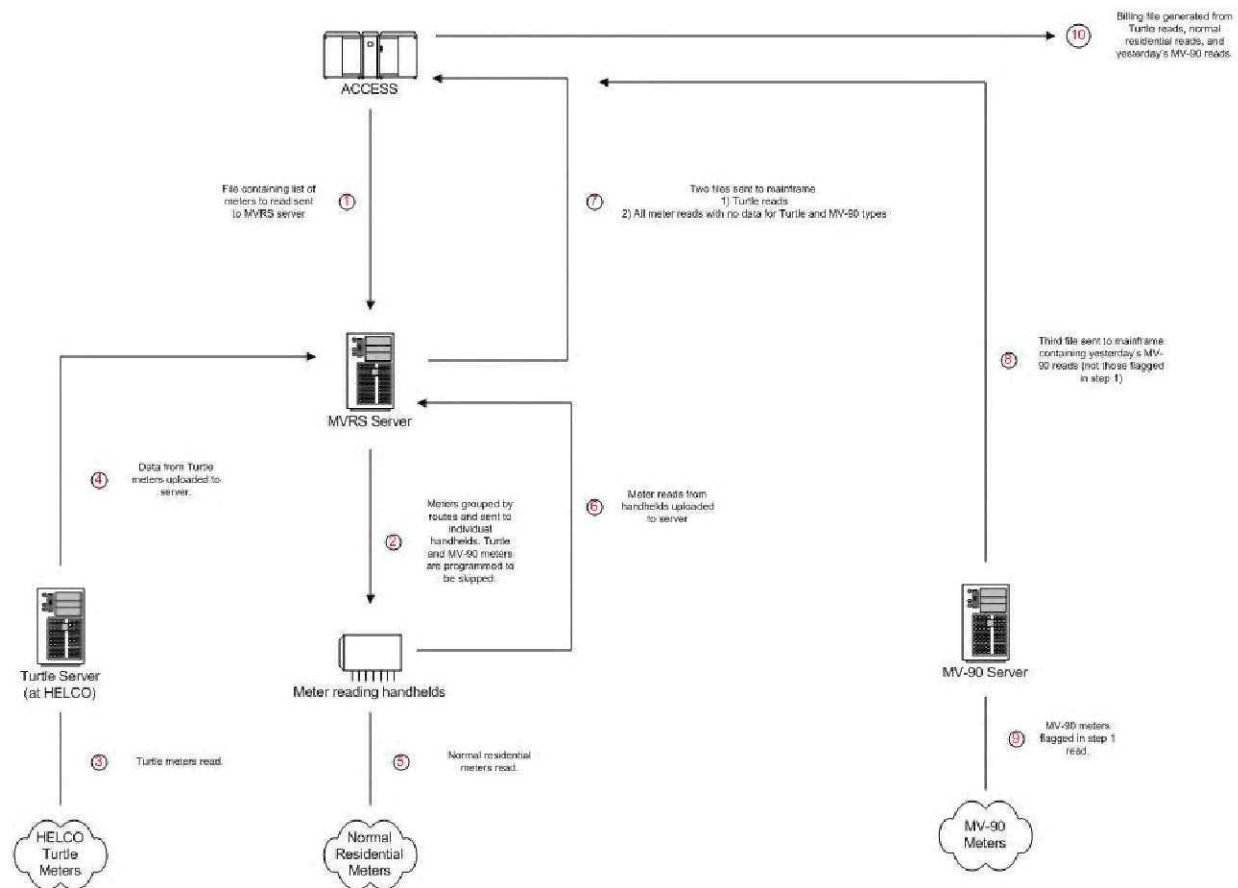 10
Billing file generated from
Turtle reads, normal
residential reads, and
yesterday's MV-90 reads
ACCESS
File containing list of
meters to read sent
to MVRS server
1
7
Two files sent to mainframe
1) Turtle reads
2) All meter reads with no data for Turtle and MV-90 types
8
Third file sent to mainframe
containing yesterday's MV-
90 reads (not those flagged
in step 1)
MVRS Server
4
Data from Turtle
meters uploaded to
server.
2
Meters grouped by
routes and sent to
individual
handhelds. Turtle
and MV-90 meters
are programmed to
be skipped.
6
Meter reads from
handhelds uploaded
to server
Turtle Server
(at HELCO)
Meter reading handhelds
MV-90 Server
3
Turtle meters read.
5
Normal residential
meters read.
9
MV-90 meters
flagged in step 1
read.
HELCO
Turtle
Meters
Normal
Residential
Meters
MV-90
Meters